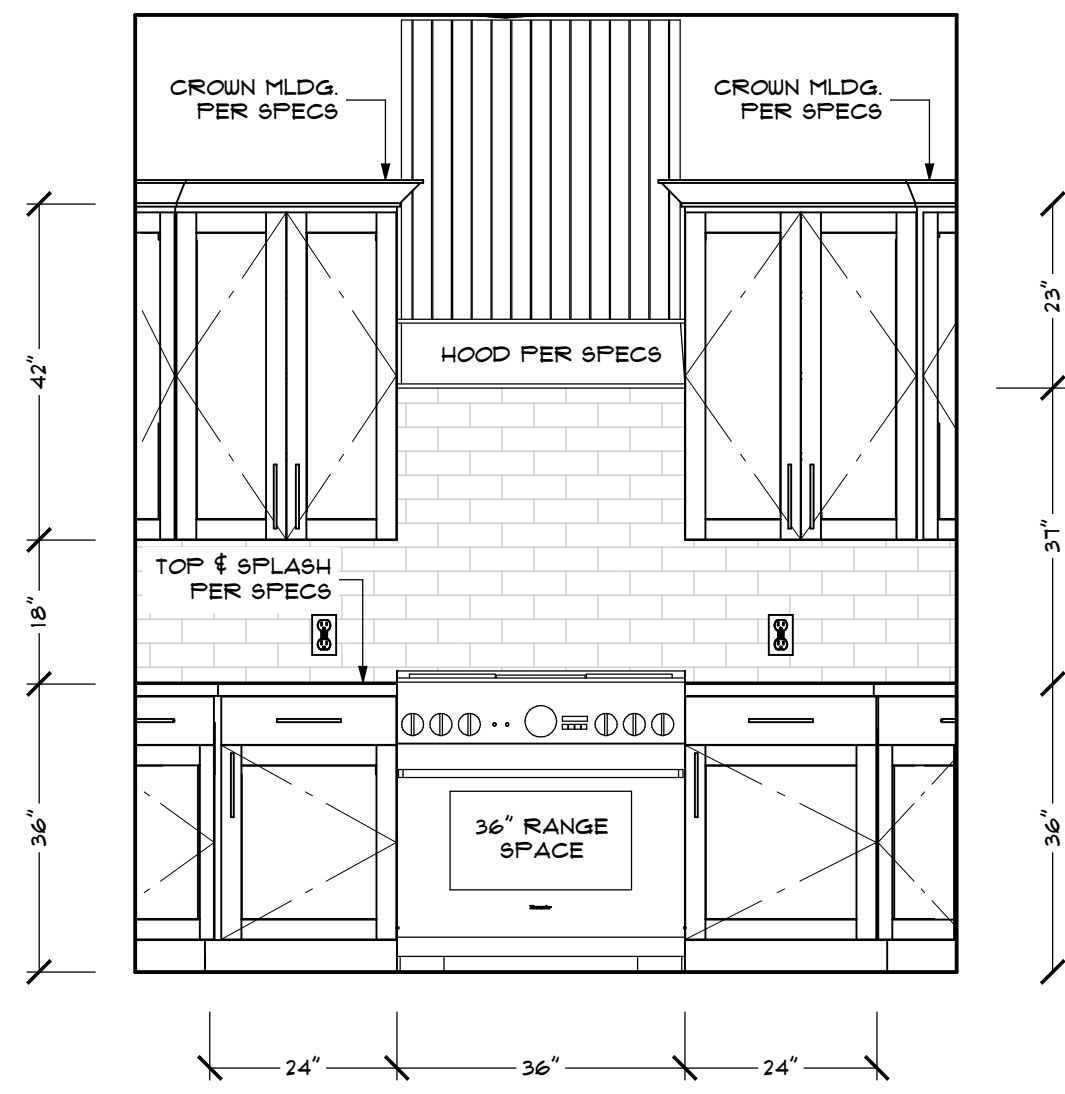 CROWN MLDG.
PER SPECS
CROWN MLDG.
PER SPECS
42"
23"
HOOD PER SPECS
37"
TOP & SPLASH
PER SPECS
18"
36"
36" RANGE
SPACE
36"
24"
36"
24"